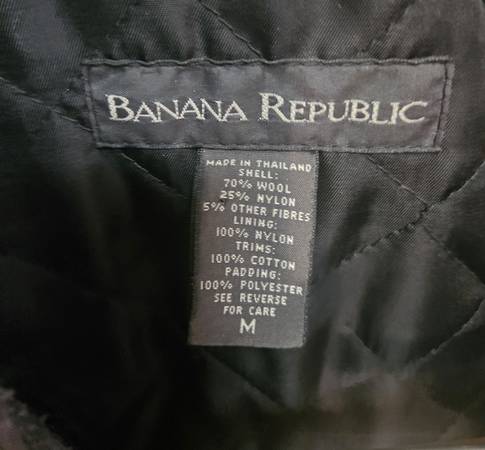 BANANA REPUBLIC
MADE IN THAILAND
SHELL:
70% WOOL
25% NYLON
5% OTHER FIBRES
LINING:
100% NYLON
TRIMS:
100% COTTON
PADDING:
100% POLYESTER
SEE REVERSE
FOR CARE
M